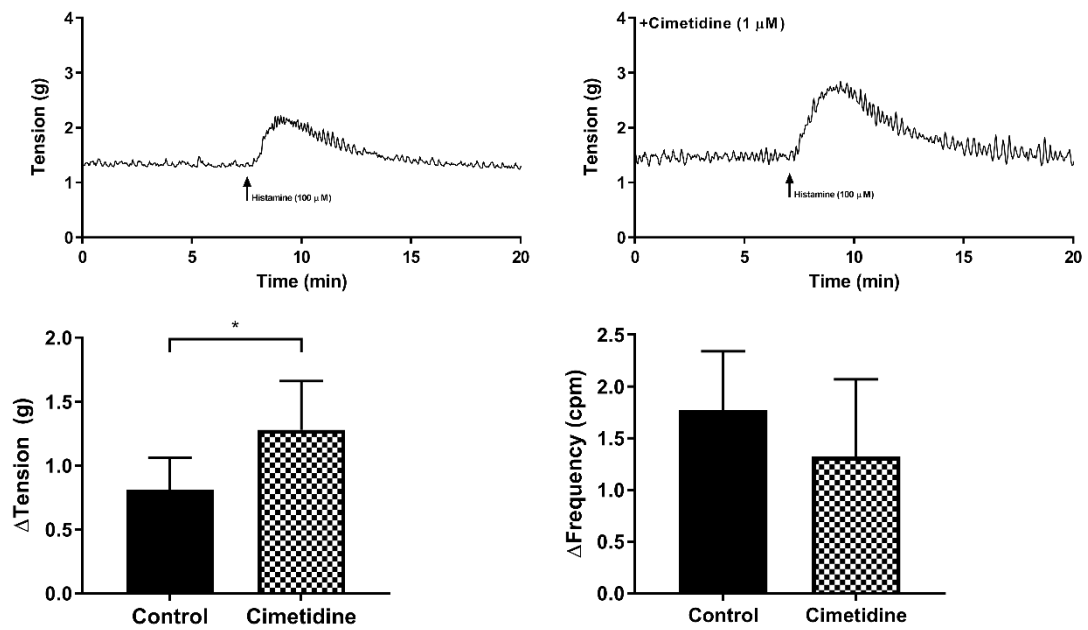 4
3
2
1
0
Tension (g)
Histamine (100 μM)
0 5 10 15 20
Time (min)
+Cimetidine (1 μM)
4
3
2
1
0
Tension (g)
Histamine (100 μM)
0 5 10 15 20
Time (min)
2.0
1.5
1.0
0.5
0.0
ΔTension (g)
*
Control Cimetidine
2.5
2.0
1.5
1.0
0.5
0.0
ΔFrequency (cpm)
Control Cimetidine